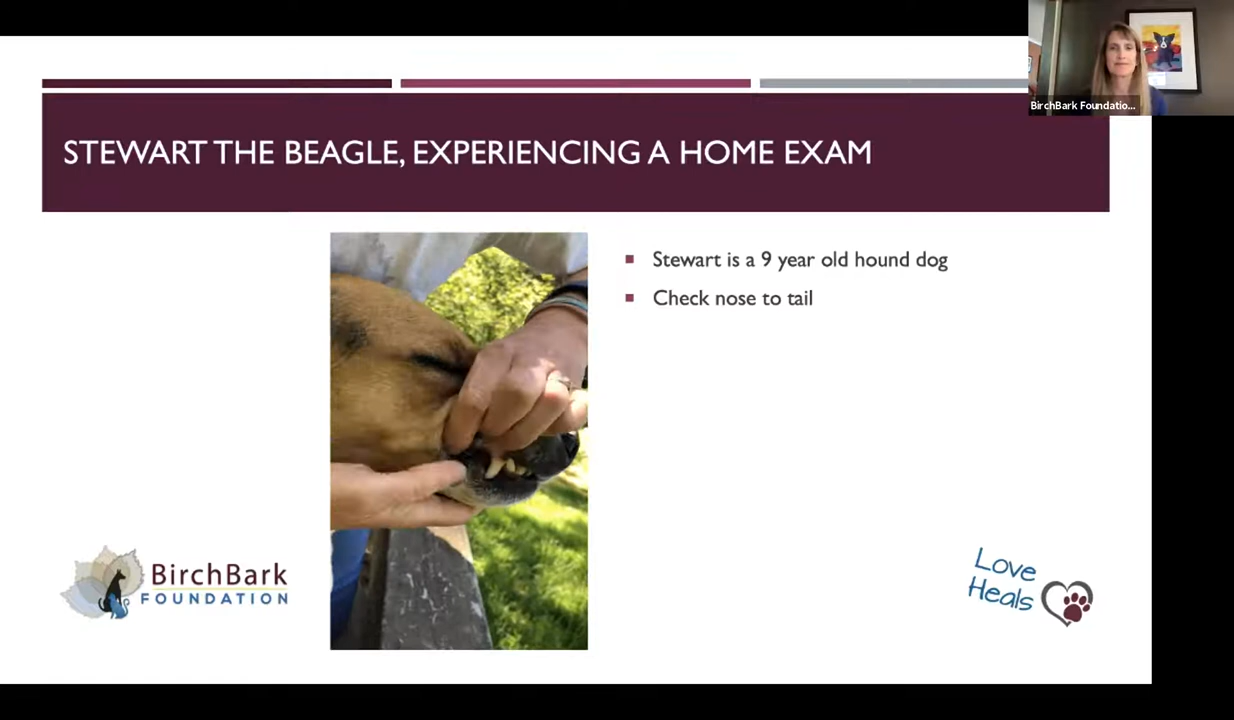 BirchBark Foundatio...
STEWART THE BEAGLE, EXPERIENCING A HOME EXAM
Stewart is a 9 year old hound dog
Check nose to tail
BirchBark
FOUNDATION
Love
Heals